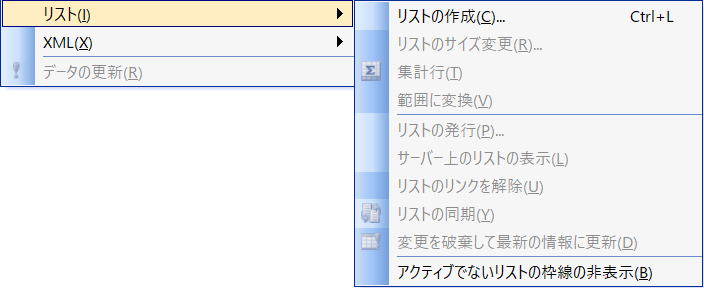 リスト(I)
XML(X)
データの更新(R)
リストの作成(C)... Ctrl+L
リストのサイズ変更(R)...
集計行(T)
範囲に変換(V)
リストの発行(P)...
サーバー上のリストの表示(L)
リストのリンクを解除(U)
リストの同期(Y)
変更を破棄して最新の情報に更新(D)
アクティブでないリストの枠線の非表示(B)